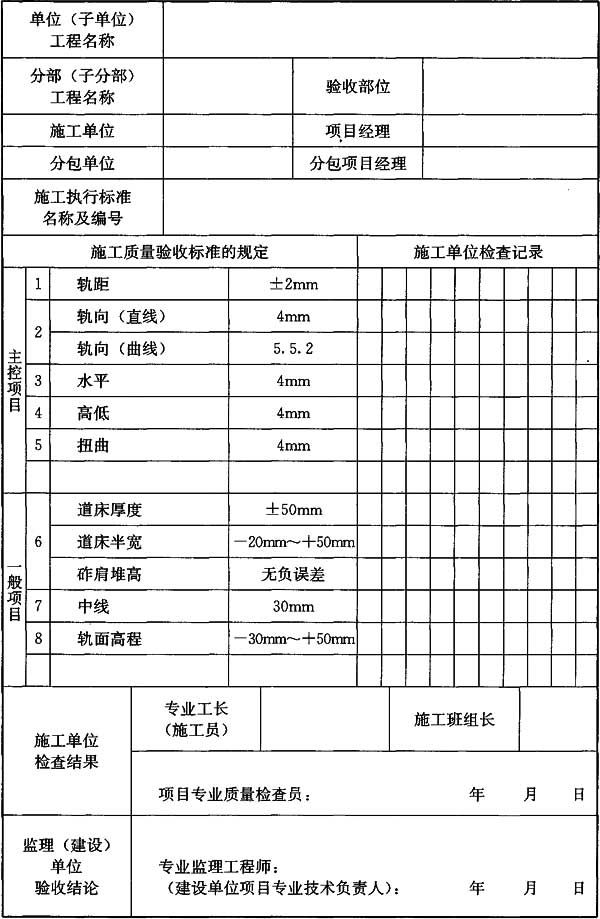 单位（子单位）
工程名称
分部（子分部）
工程名称
验收部位
施工单位
项目经理
分包单位
分包项目经理
施工执行标准
名称及编号
施工质量验收标准的规定
施工单位检查记录
主控项目
1
轨距
±2mm
2
轨向（直线）
4mm
轨向（曲线）
5.5.2
3
水平
4mm
4
高低
4mm
5
扭曲
4mm
一般项目
6
道床厚度
±50mm
道床半宽
－20mm～＋50mm
砟肩堆高
无负误差
7
中线
30mm
8
轨面高程
－30mm～＋50mm
施工单位
检查结果
专业工长
（施工员）
施工班组长
项目专业质量检查员：
年 月 日
监理（建设）
单位
验收结论
专业监理工程师：
（建设单位项目专业技术负责人）：
年 月 日